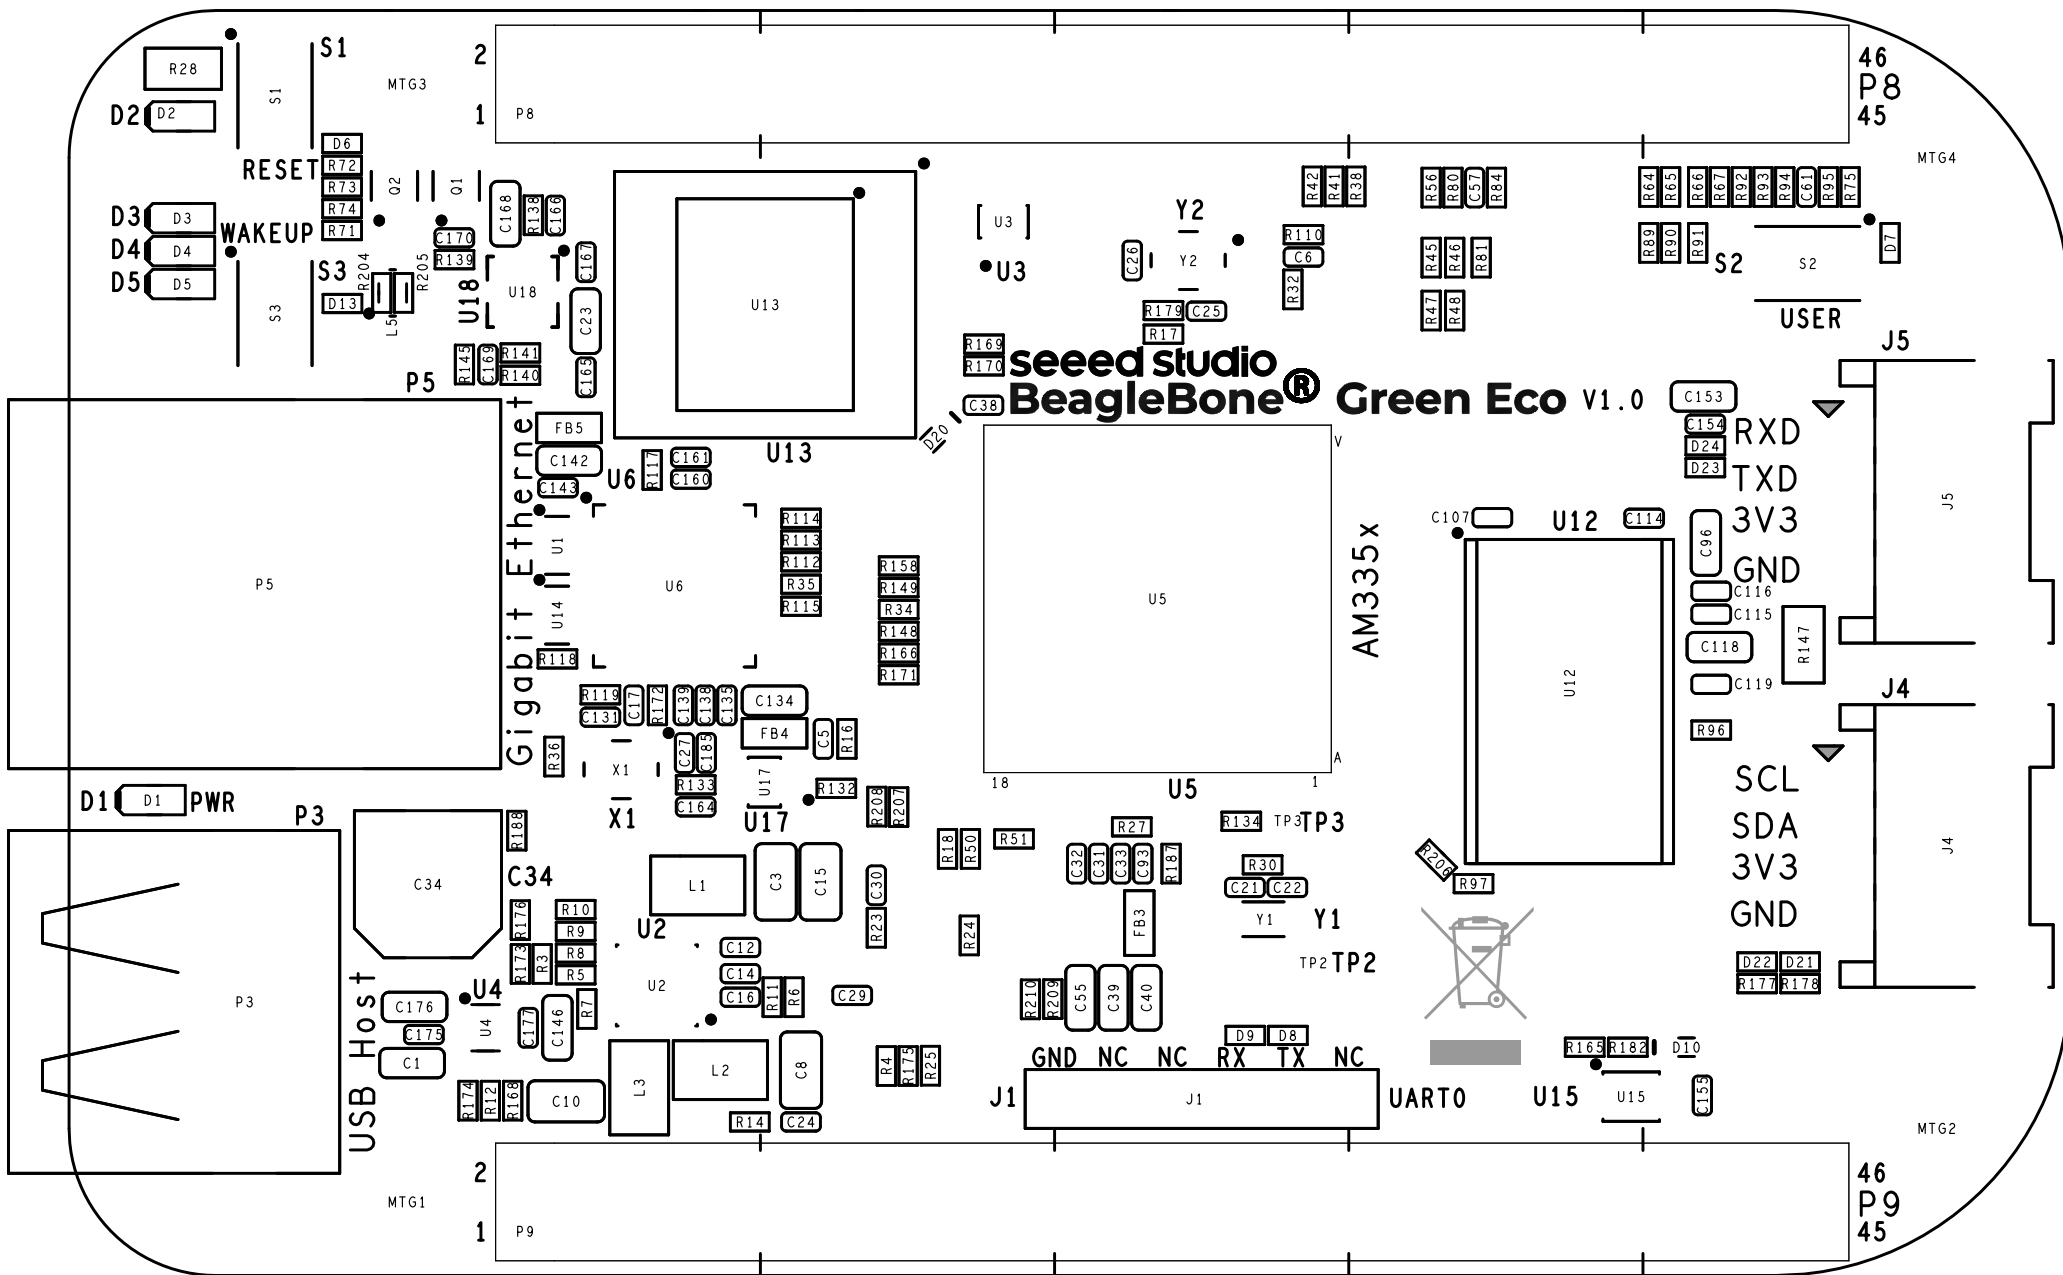 S1
2
46
R28
S1
MTG3
P8
D2
D2
1
P8
45
D6
RESET
R72
Q2
Q1
MTG4
R73
R74
R71
D3
D3
WAKEUP
D4
D4
D5
D5
S3
S3
D13
R204
R205
L5
C168
R138
C166
C170
R139
C167
U18
U18
C23
R145
C169
R141
R140
C165
U13
U13
U3
U3
Y2
C26
Y2
R179
C25
R17
R42
R41
R38
R110
C6
R32
R56
R80
C57
R84
R45
R46
R81
R47
R48
R64
R65
R66
R67
R92
R93
R94
C61
R95
R75
R89
R90
R91
S2
S2
D7
USER
R169
R170
C38
D20
seeed studio
BeagleBone® Green Eco V1.0
J5
J5
C153
C154
D24
D23
RXD
TXD
3V3
GND
P5
P5
Gigabit Ethernet
FB5
C142
C143
U6
R117
C161
C160
U1
U14
U6
R118
R114
R113
R112
R35
R115
R158
R149
R34
R148
R166
R171
V
U5
A
18
1
U5
AM335x
C107
U12
C114
U12
C96
C116
C115
C118
R147
C119
R96
J4
J4
SCL
SDA
3V3
GND
R119
C131
C17
R172
C139
C138
C135
C134
FB4
C5
R16
R36
X1
X1
C27
C185
R133
C164
U17
U17
R132
R208
R207
D1
D1
PWR
P3
P3
USB Host
R188
C34
C34
L1
C3
C15
C30
R23
R18
R50
R51
R24
R27
C32
C31
C33
C93
R187
FB3
R134
TP3
TP3
R30
C21
C22
Y1
Y1
TP2
TP2
R206
R97
R176
R10
R9
R8
R5
R173
R3
R7
U2
U2
C12
C14
C16
R11
R6
C29
C176
C175
C1
U4
U4
C177
C146
R174
R12
R168
C10
L3
L2
C8
R14
C24
R4
R175
R25
R210
R209
C55
C39
C40
D9
D8
GND NC NC RX TX NC
J1
J1
UART0
D22
D21
R177
R178
R165
R182
D10
U15
U15
C155
MTG2
2
46
MTG1
P9
1
P9
45